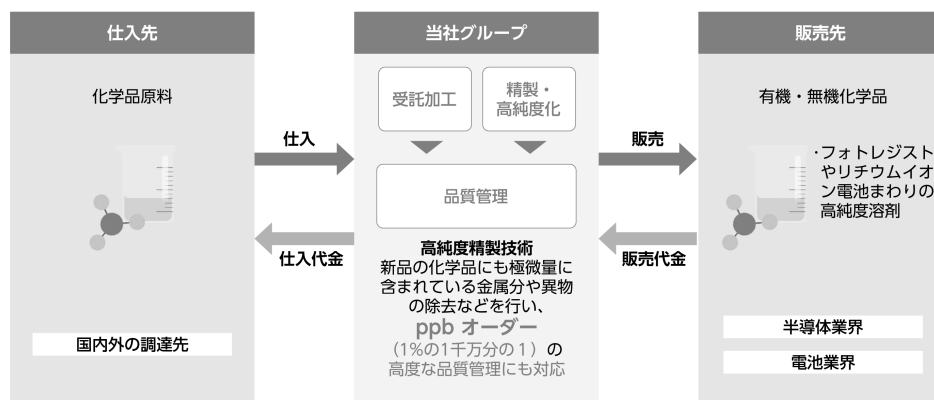 仕入先
化学品原料
国内外の調達先
仕入
仕入代金
当社グループ
受託加工
精製・
高純度化
品質管理
高純度精製技術
新品の化学品にも極微量に
含まれている金属分や異物
の除去などを行い、
ppb オーダー
(1%の1千万分の1) の
高度な品質管理にも対応
販売
販売代金
販売先
有機・無機化学品
・フォトレジスト
やリチウムイオ
ン電池まわりの
高純度溶剤
半導体業界
電池業界